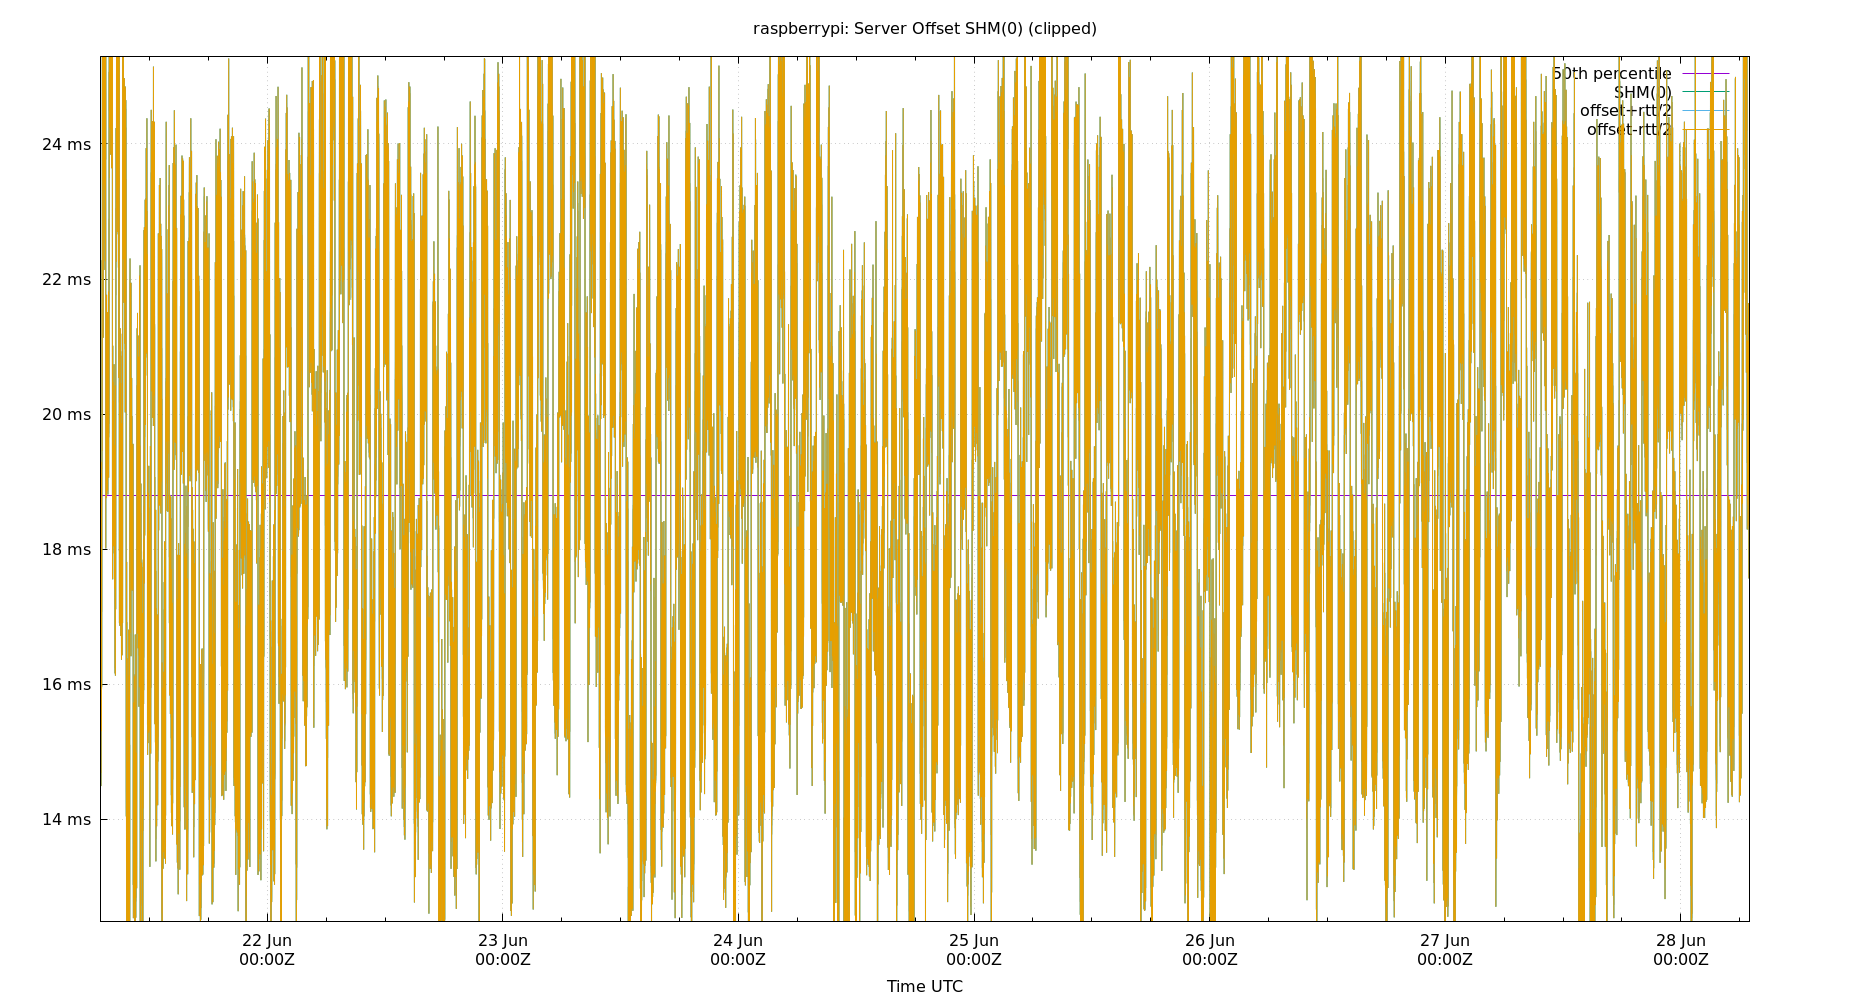 raspberrypi: Server Offset SHM(0) (clipped)
50th percentile
SHM(0)
offset+rtt/2
offset-rtt/2
24 ms
22 ms
20 ms
18 ms
16 ms
14 ms
22 Jun 23 Jun 24 Jun 25 Jun 26 Jun 27 Jun 28 Jun
00:00Z 00:00Z 00:00Z 00:00Z 00:00Z 00:00Z 00:00Z
Time UTC